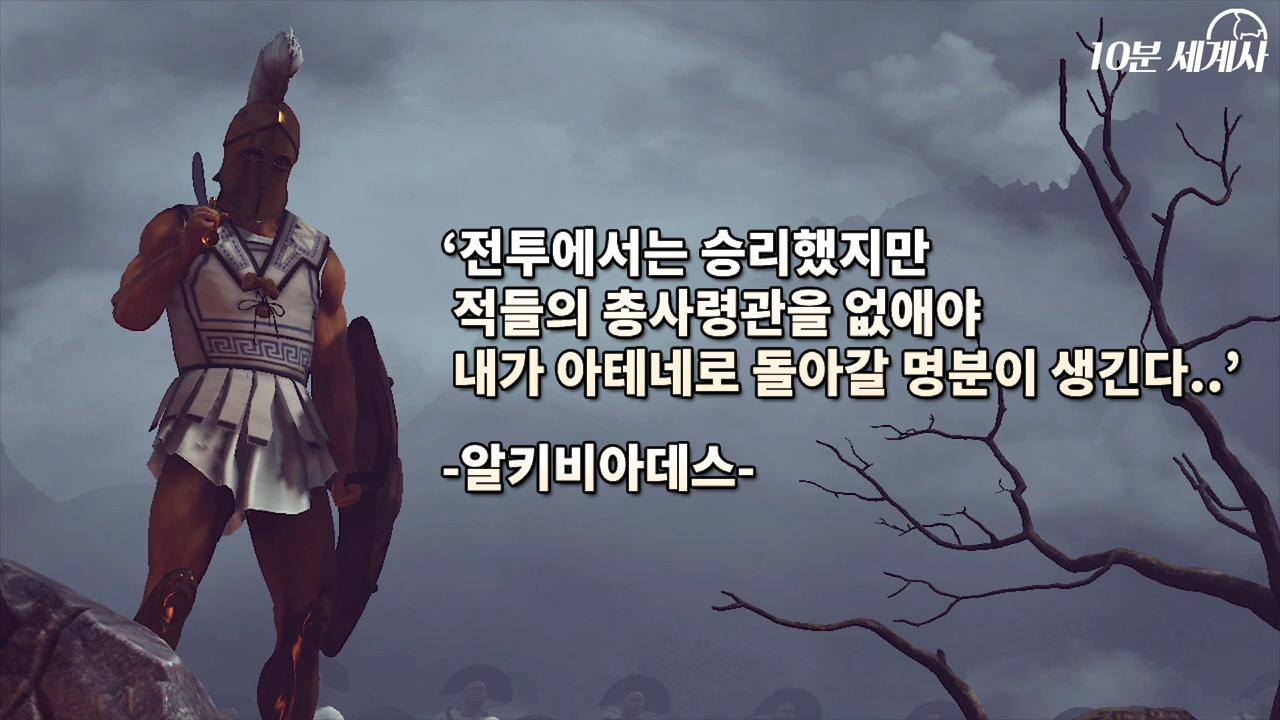 10분 세계사
‘전투에서는 승리했지만
적들의 총사령관을 없애야
내가 아테네로 돌아갈 명분이 생긴다..’
-알키비아데스-